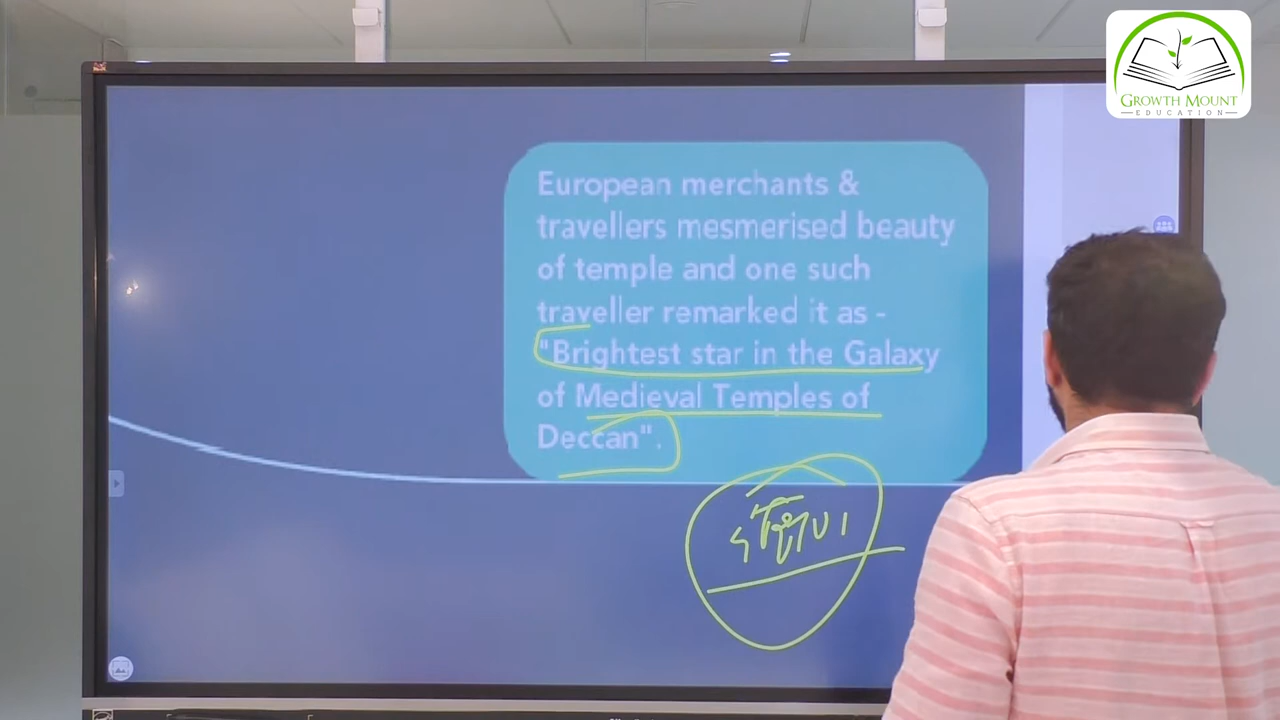 GROWTH MOUNT
EDUCATION
European merchants &
travellers mesmerised beauty
of temple and one such
traveller remarked it as -
"Brightest star in the Galaxy
of Medieval Temples of
Deccan".